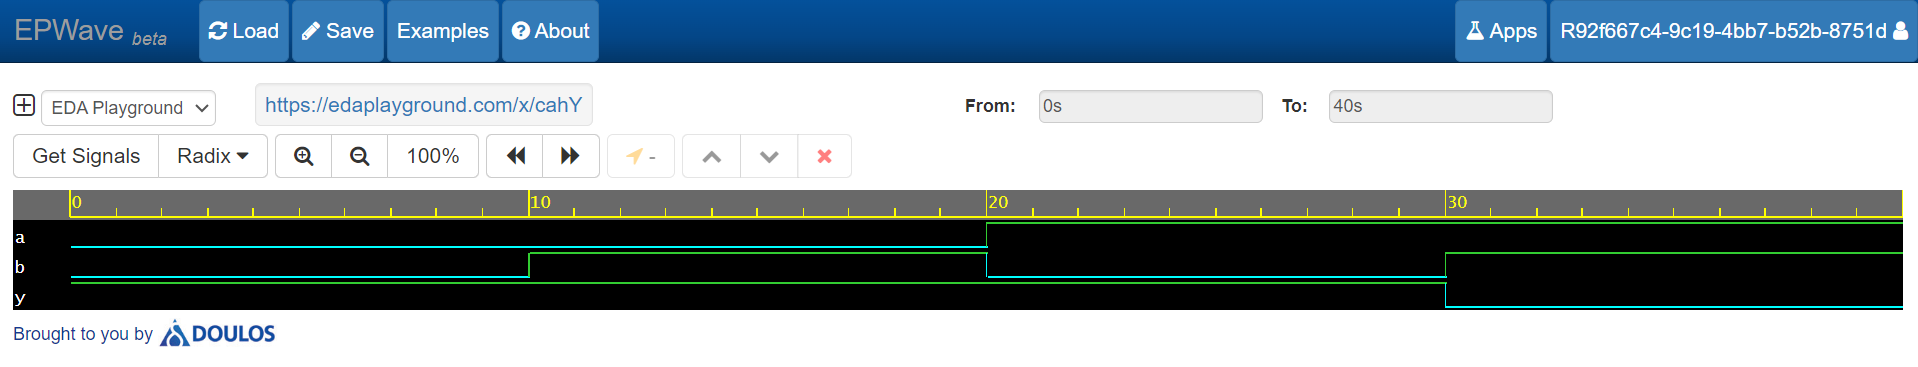 EPWave beta Load Save Examples About Apps R92f667c4-9c19-4bb7-b52b-8751d
EDA Playground https://edaplayground.com/x/cahY From: 0s To: 40s
Get Signals Radix 100% -
0 10 20 30
a
b
y
Brought to you by DOULOS